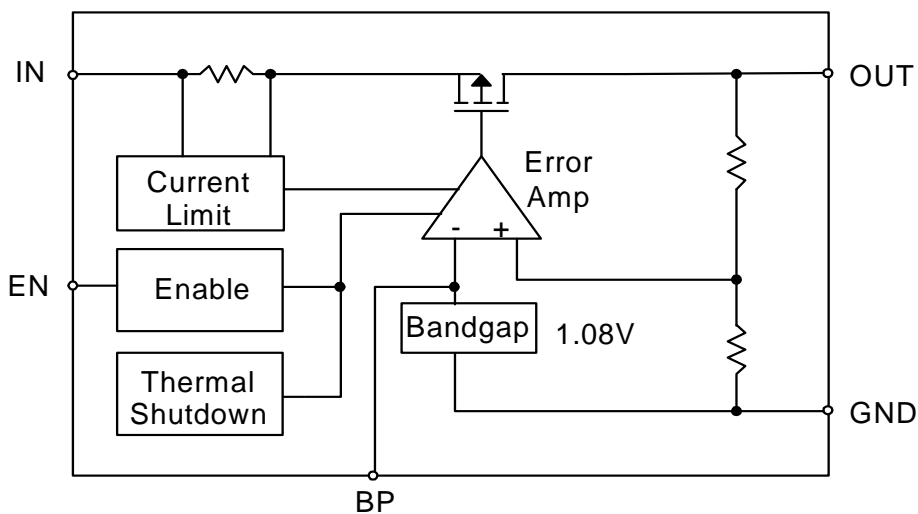 IN
OUT
Error
Amp
Current
Limit
- +
EN
Enable
Bandgap
1.08V
Thermal
Shutdown
GND
BP